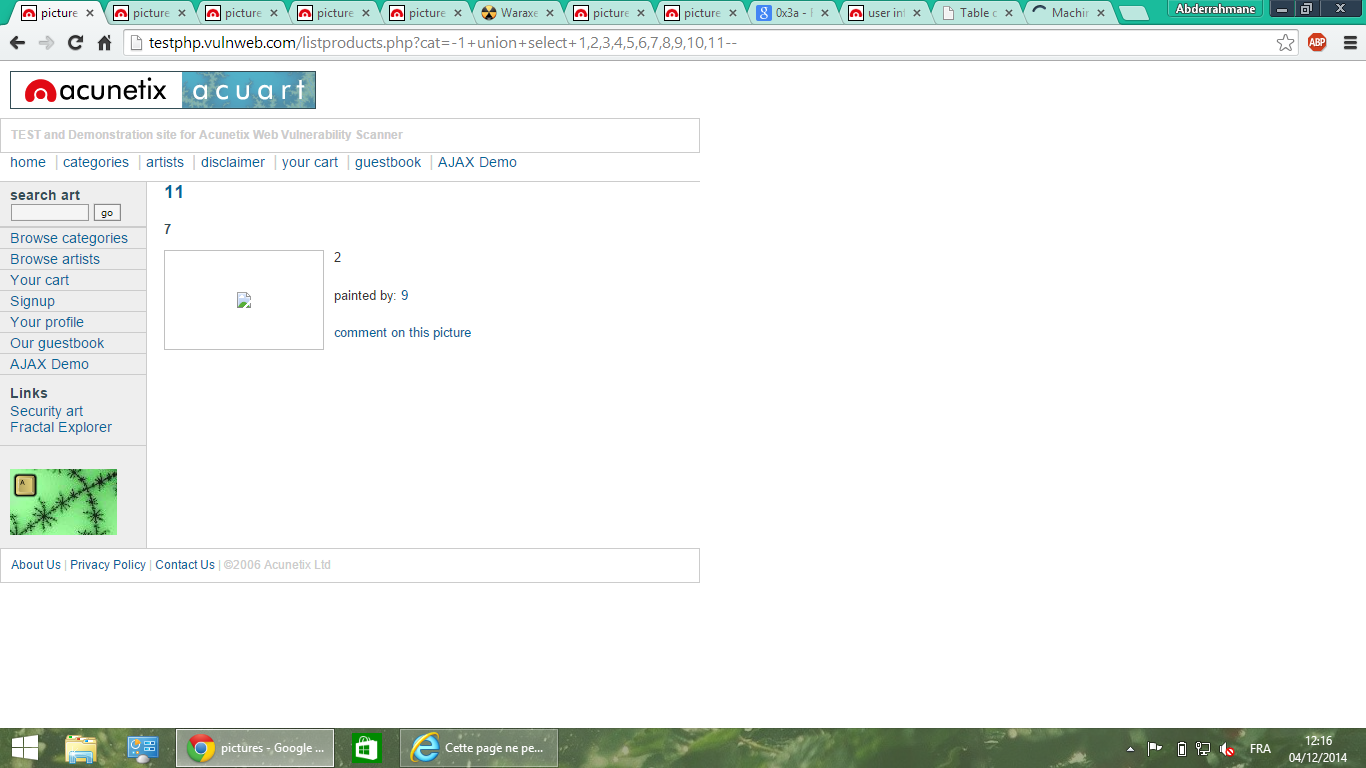 picture
picture
picture
picture
picture
Waraxe
picture
picture
0x3a -
user in
Table o
Machin
Abderrahmane
testphp.vulnweb.com/listproducts.php?cat=-1+union+select+1,2,3,4,5,6,7,8,9,10,11--
ABP
acunetix acuart
TEST and Demonstration site for Acunetix Web Vulnerability Scanner
home | categories | artists | disclaimer | your cart | guestbook | AJAX Demo
search art
go
Browse categories
Browse artists
Your cart
Signup
Your profile
Our guestbook
AJAX Demo
Links
Security art
Fractal Explorer
A
11
7
2
painted by: 9
comment on this picture
About Us | Privacy Policy | Contact Us | ©2006 Acunetix Ltd
pictures - Google ...
Cette page ne pe...
FRA
12:16
04/12/2014